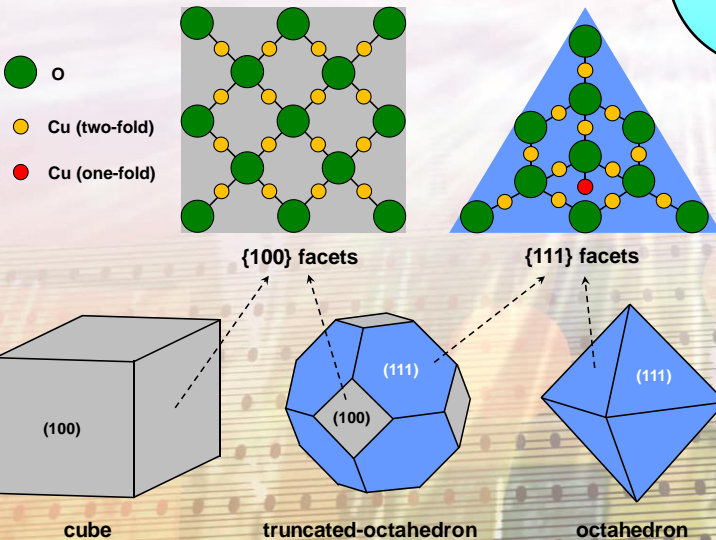 O
Cu (two-fold)
Cu (one-fold)
{100} facets
{111} facets
(100)
(111)
(100)
(111)
cube
truncated-octahedron
octahedron